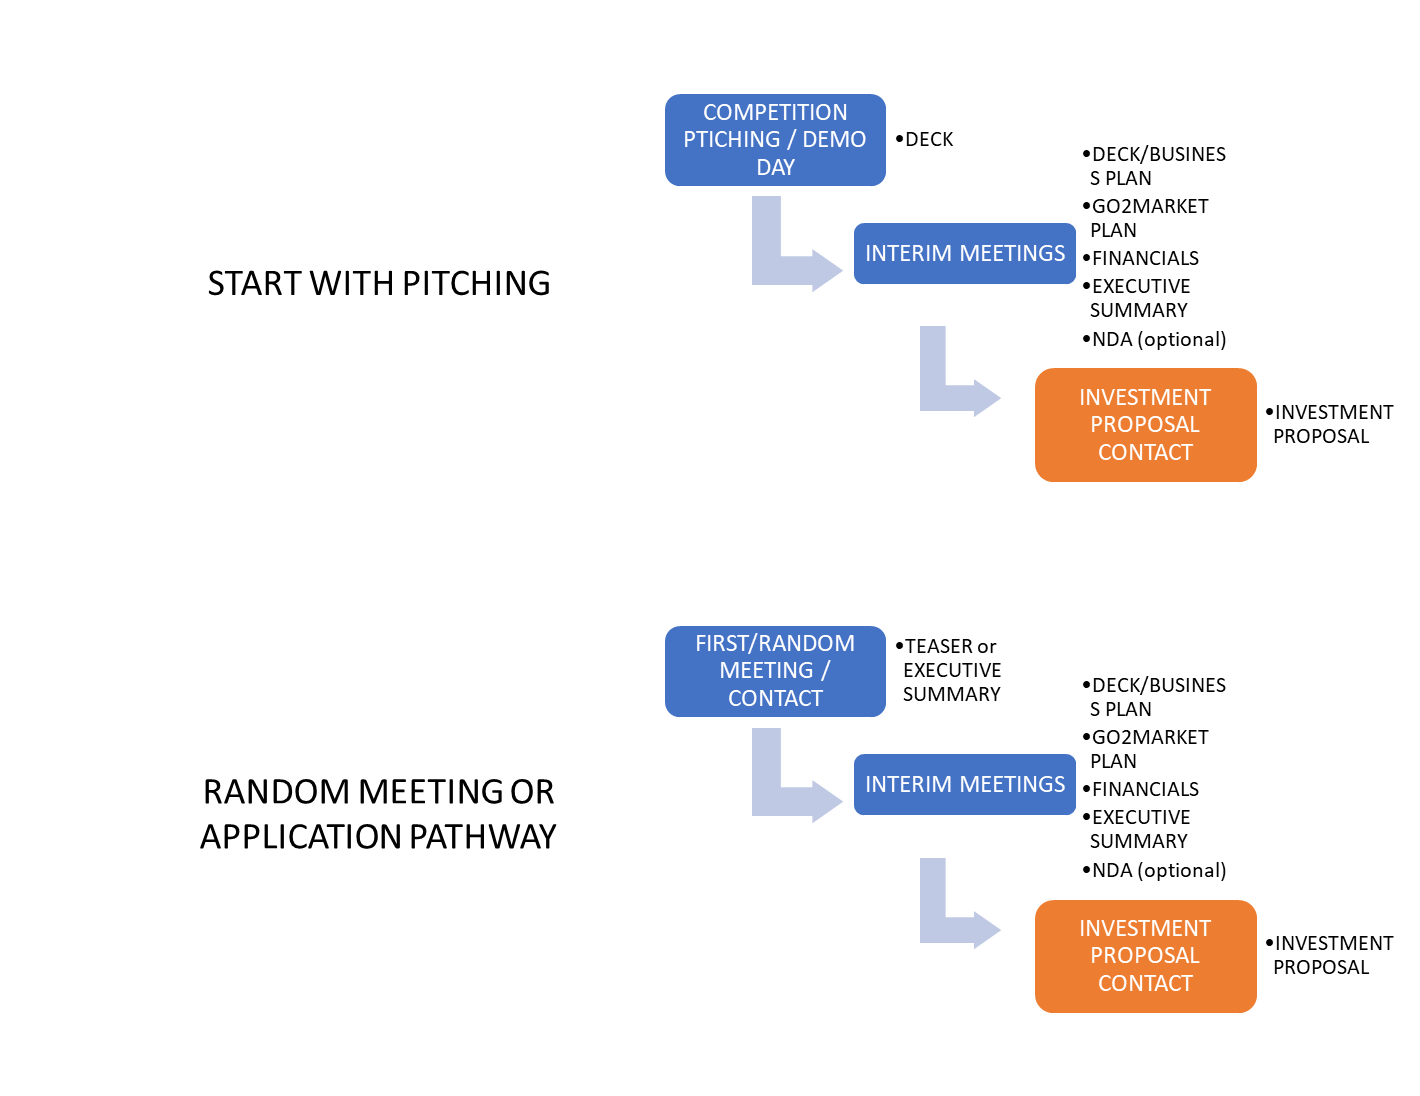 COMPETITION
PTICHING / DEMO
DAY
•DECK
START WITH PITCHING
INTERIM MEETINGS
•DECK/BUSINES
S PLAN
•GO2MARKET
PLAN
•FINANCIALS
•EXECUTIVE
SUMMARY
•NDA (optional)
INVESTMENT
PROPOSAL
CONTACT
•INVESTMENT
PROPOSAL
FIRST/RANDOM
MEETING /
CONTACT
•TEASER or
EXECUTIVE
SUMMARY
RANDOM MEETING OR
APPLICATION PATHWAY
INTERIM MEETINGS
•DECK/BUSINES
S PLAN
•GO2MARKET
PLAN
•FINANCIALS
•EXECUTIVE
SUMMARY
•NDA (optional)
INVESTMENT
PROPOSAL
CONTACT
•INVESTMENT
PROPOSAL